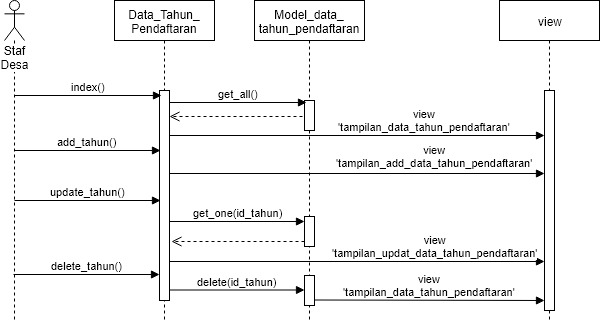 Data_Tahun_
Pendaftaran
Model_data_
tahun_pendaftaran
view
Staf
Desa
index()
get_all()
view
'tampilan_data_tahun_pendaftaran'
add_tahun()
view
'tampilan_add_data_tahun_pendaftaran'
update_tahun()
get_one(id_tahun)
view
'tampilan_updat_data_tahun_pendaftaran'
delete_tahun()
delete(id_tahun)
view
'tampilan_data_tahun_pendaftaran'